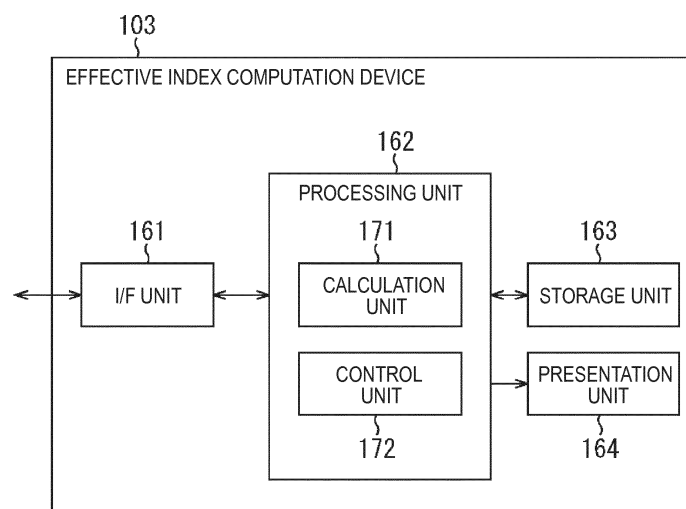 103
EFFECTIVE INDEX COMPUTATION DEVICE
162
PROCESSING UNIT
161
171
163
I/F UNIT
CALCULATION
UNIT
STORAGE UNIT
CONTROL
UNIT
PRESENTATION
UNIT
172
164